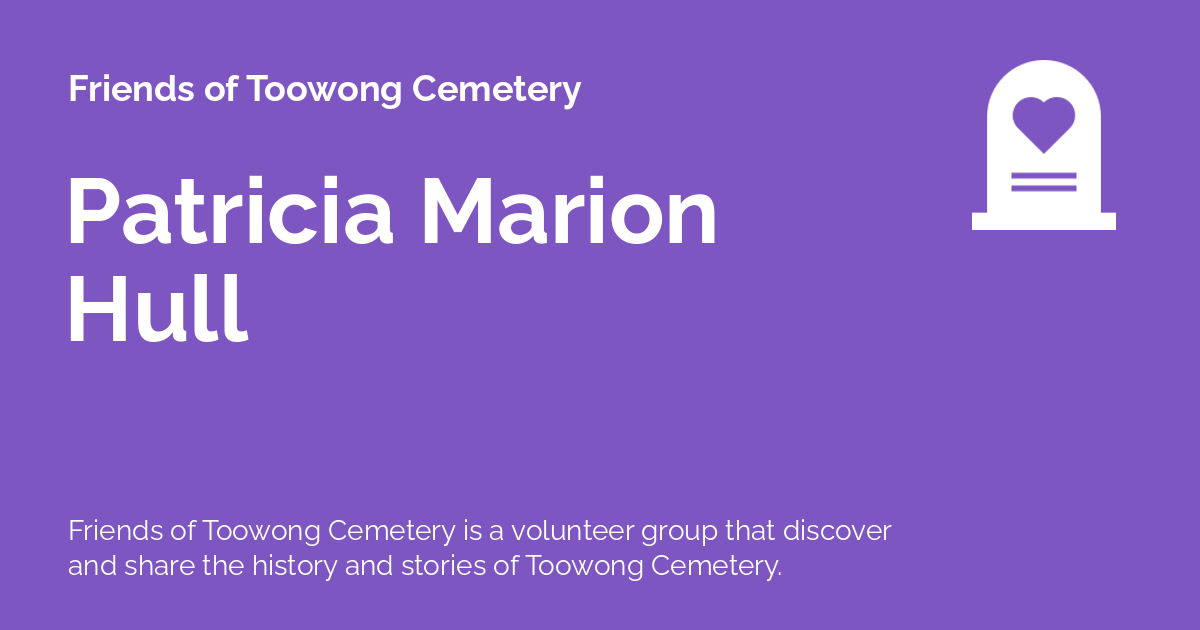 Friends of Toowong Cemetery
Patricia Marion
Hull
Friends of Toowong Cemetery is a volunteer group that discover
and share the history and stories of Toowong Cemetery.